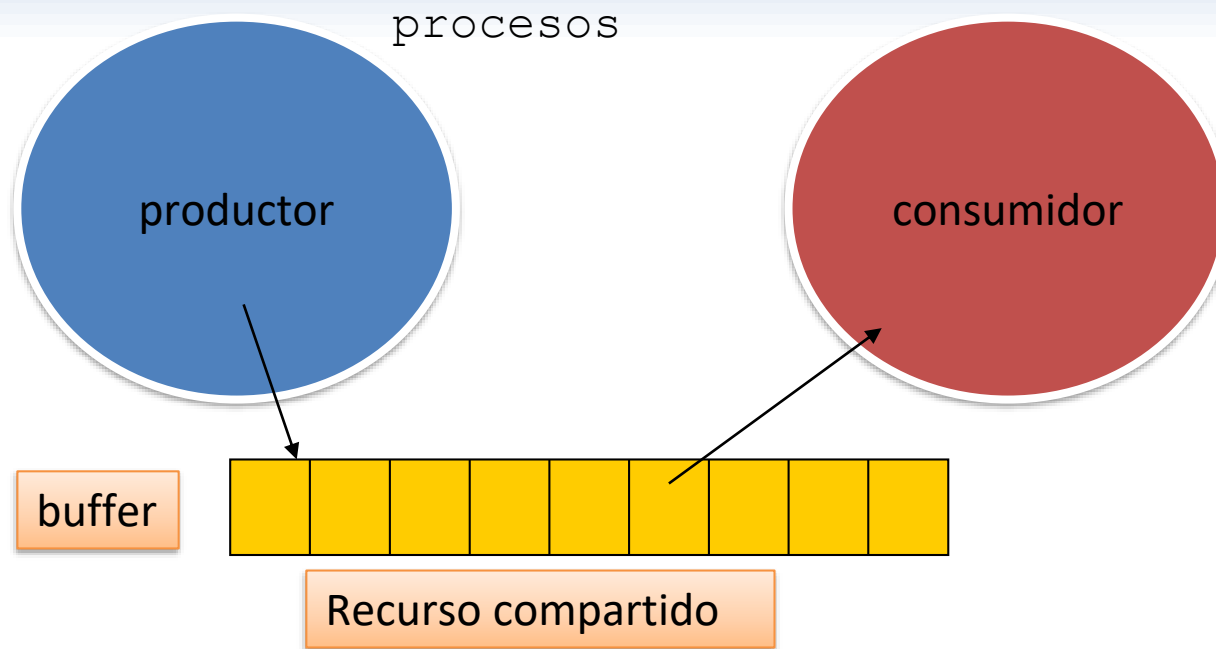 procesos
productor
consumidor
buffer
Recurso compartido